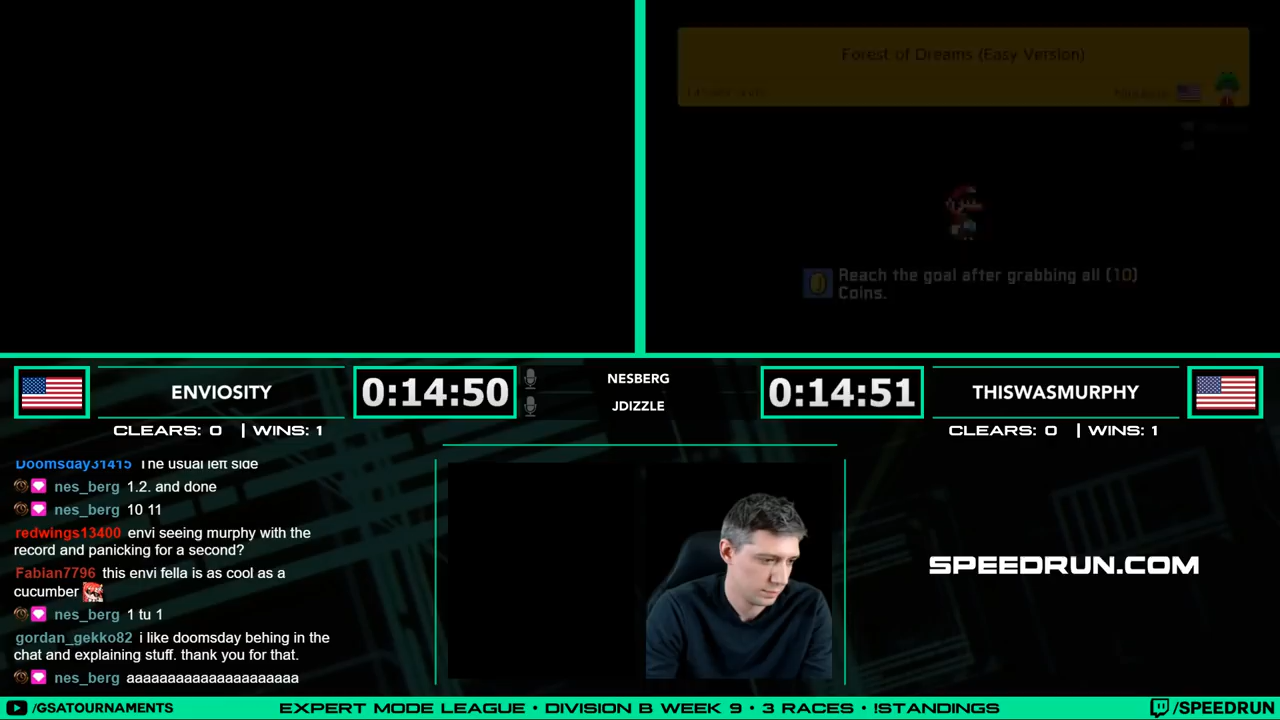 Forest of Dreams (Easy Version)
Reach the goal after grabbing all (10)
Coins.
ENVIOSITY
0:14:50
NESBERG
JDIZZLE
0:14:51
THISWASMURPHY
CLEARS: 0 | WINS: 1
CLEARS: 0 | WINS: 1
Doomsday31415 The usual left side
nes_berg 1.2. and done
nes_berg 10 11
redwings13400 envi seeing murphy with the
record and panicking for a second?
Fabian7796 this envi fella is as cool as a
cucumber
nes_berg 1 tu 1
gordan_gekko82 i like doomsday behing in the
chat and explaining stuff. thank you for that.
nes_berg aaaaaaaaaaaaaaaaaaaaa
SPEEDRUN.COM
/GSATOURNAMENTS
EXPERT MODE LEAGUE • DIVISION B WEEK 9 • 3 RACES • !STANDINGS
/SPEEDRUN